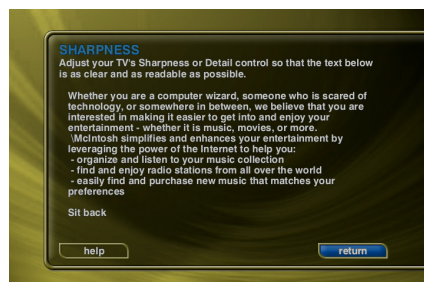 SHARPNESS
Adjust your TV's Sharpness or Detail control so that the text below
is as clear and as readable as possible.
Whether you are a computer wizard, someone who is scared of
technology, or somewhere in between, we believe that you are
interested in making it easier to get into and enjoy your
entertainment - whether it is music, movies, or more.
\McIntosh simplifies and enhances your entertainment by
leveraging the power of the Internet to help you:
- organize and listen to your music collection
- find and enjoy radio stations from all over the world
- easily find and purchase new music that matches your
preferences
Sit back
help
return